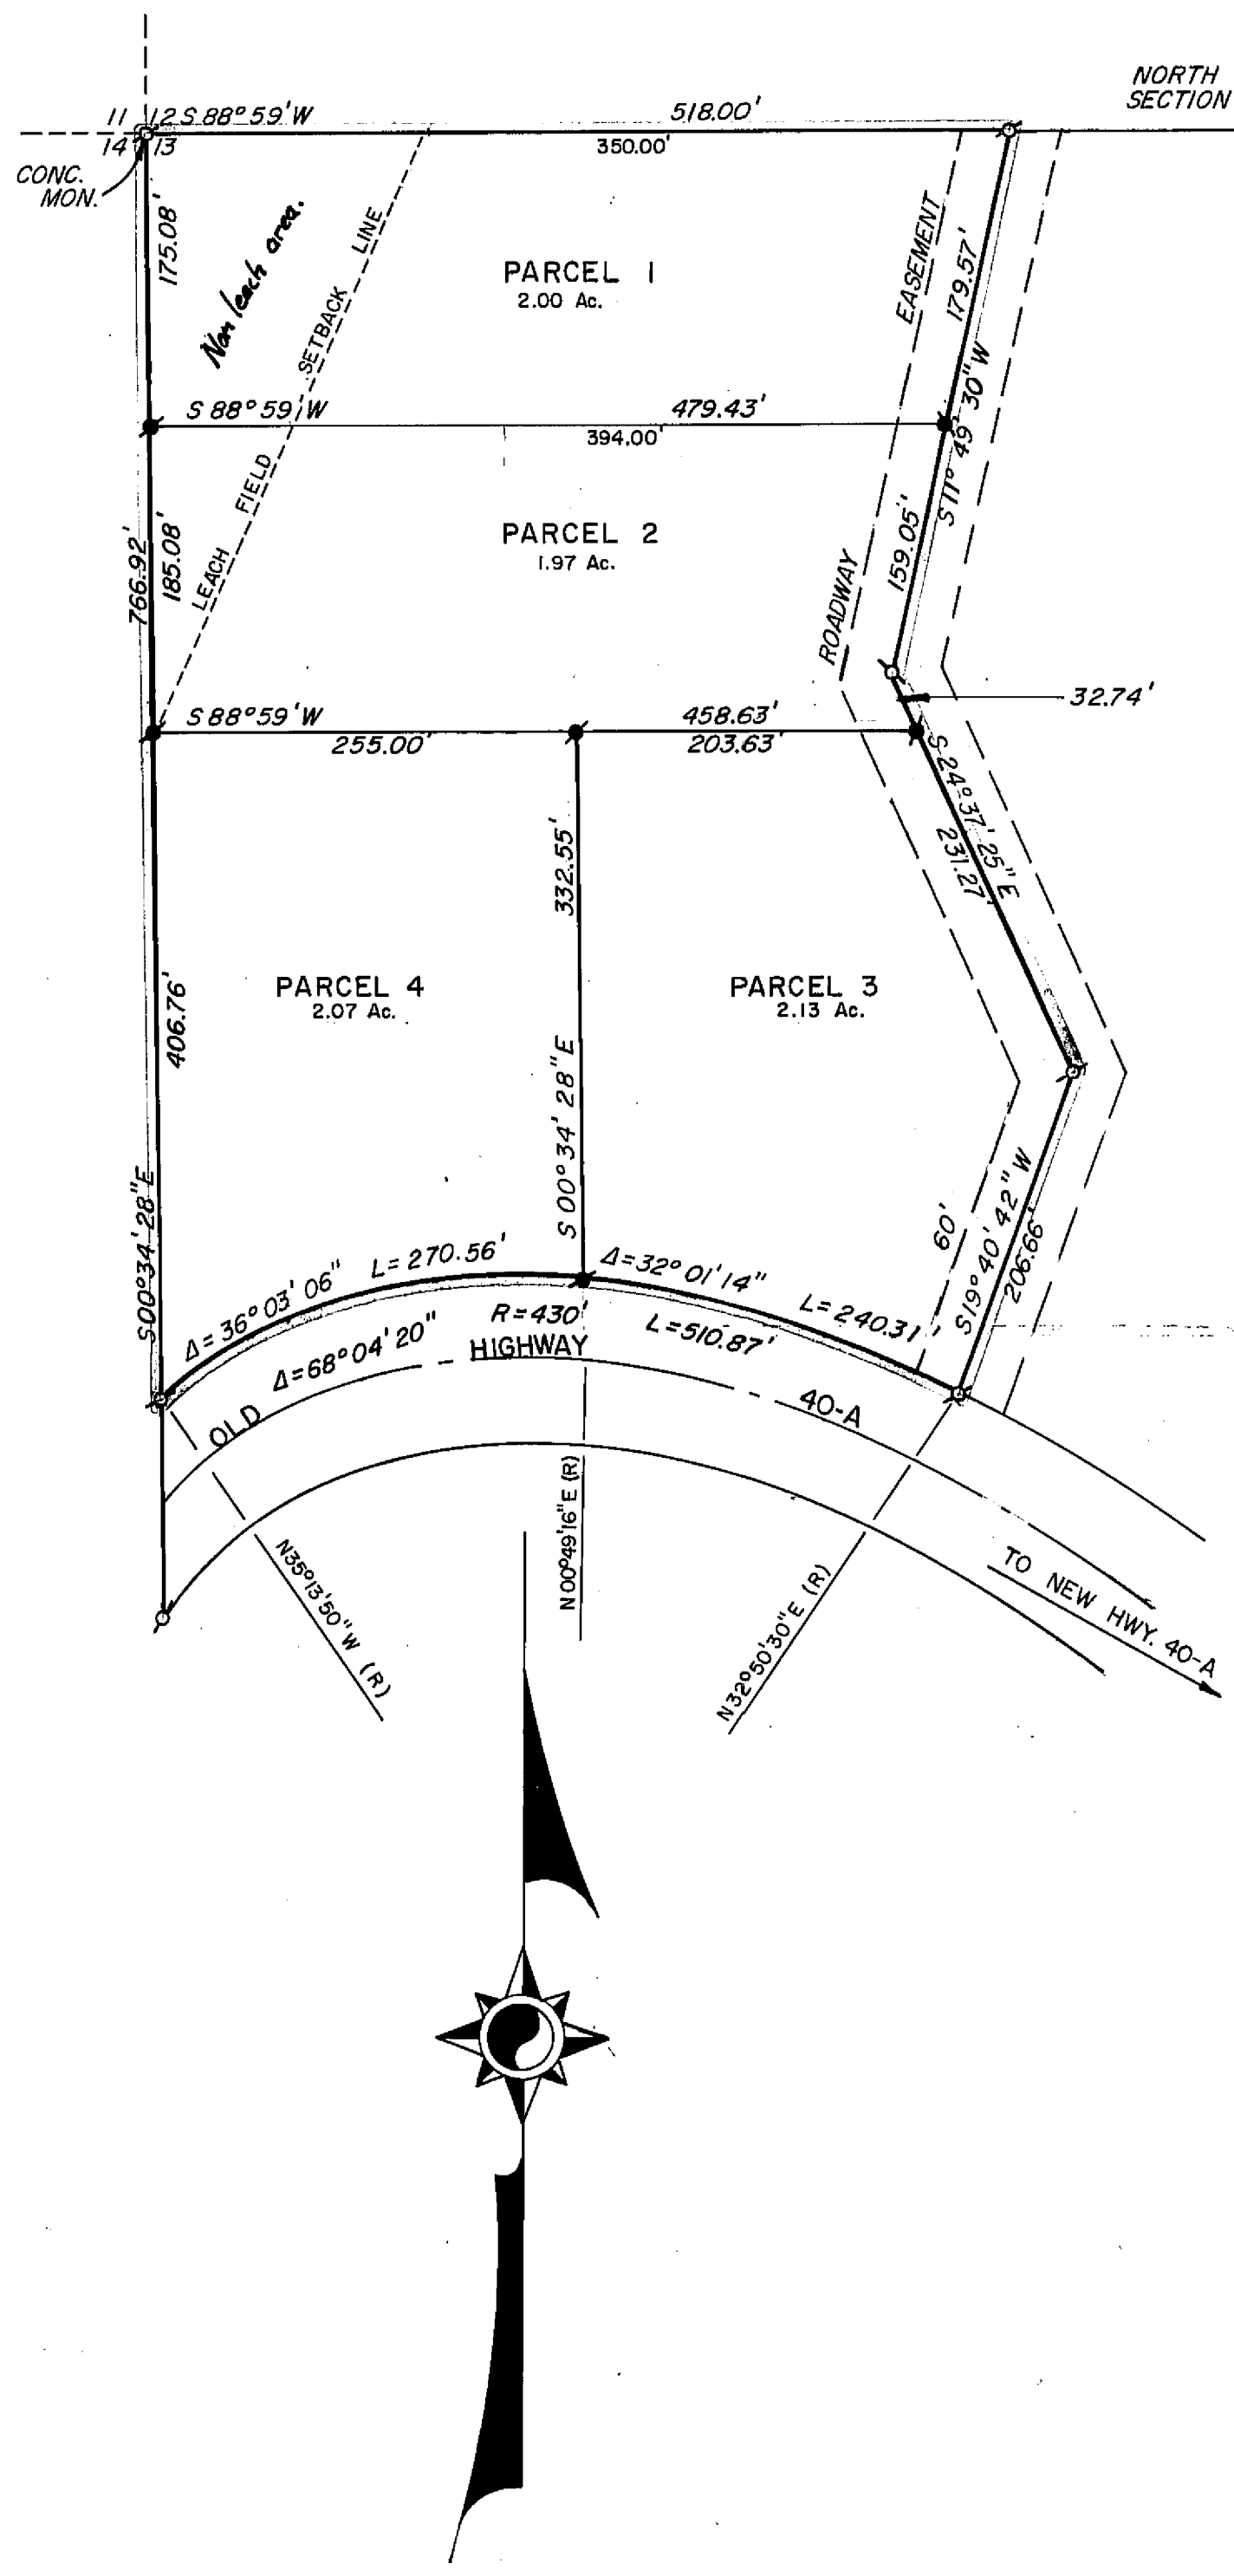 NORTH
SECTION
11
12
S 88°59'W
518.00'
14
13
350.00'
CONC.
MON.
175.08'
Non leach area.
LEACH FIELD SETBACK LINE
PARCEL 1
2.00 Ac.
ROADWAY EASEMENT
179.57'
S 11° 49' 30" W
S 88°59'W
479.43'
394.00'
766.92'
185.08'
PARCEL 2
1.97 Ac.
159.05'
32.74'
S 88°59'W
458.63'
255.00'
203.63'
S 24°37'25"E
231.27'
332.55'
PARCEL 4
2.07 Ac.
PARCEL 3
2.13 Ac.
406.76'
S 00°34'28"E
S 00°34'28"E
60'
S 19°40'42"W
206.66'
Δ=36°03'06"
L=270.56'
Δ=32°01'14"
L=240.31'
R=430'
Δ=68°04'20"
L=510.87'
OLD HIGHWAY 40-A
N35°13'50"W (R)
N00°49'16"E (R)
N32°50'30"E (R)
TO NEW HWY. 40-A